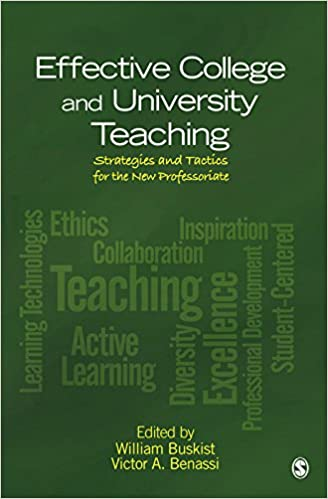 Effective College
and University
Teaching
Strategies and Tactics
for the New Professoriate
Learning Technologies
Ethics
Collaboration
Teaching
Active
Learning
Diversity
Inspiration
Excellence
Professional Development
Student-Centered
Edited by
William Buskist
Victor A. Benassi
S